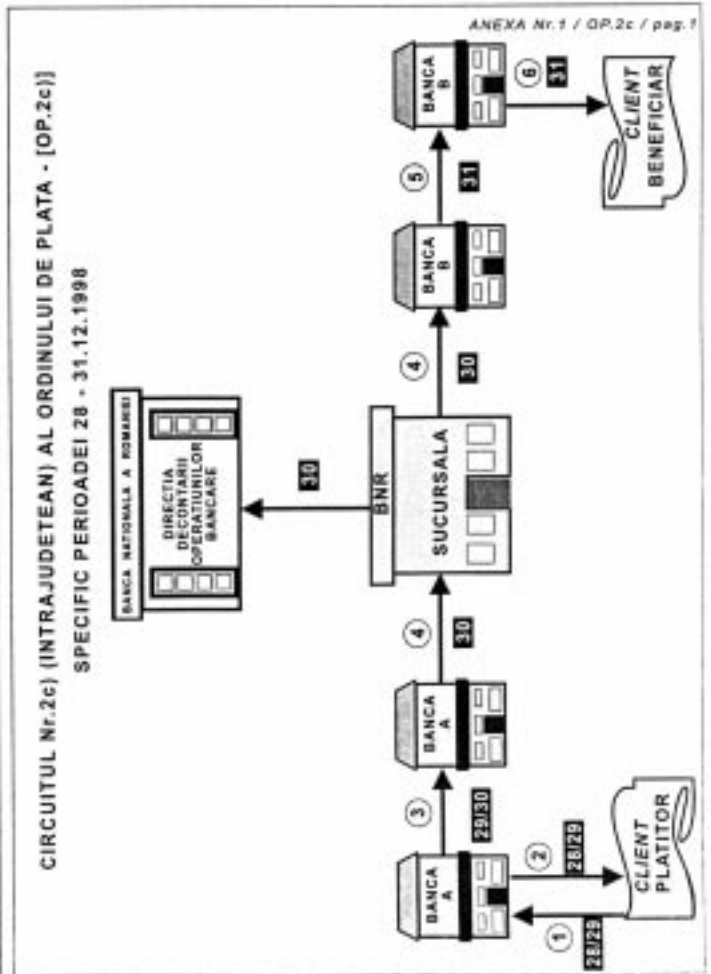 ANEXA Nr.1 / OP.2c / pag.1
CIRCUITUL Nr.2c) (INTRAJUDETEAN) AL ORDINULUI DE PLATA - [OP.2c)]
SPECIFIC PERIOADEI 28 - 31.12.1998
BANCA NATIONALA A ROMANIEI
DIRECTIA
DECONTARII
OPERATIUNILOR
BANCARE
30
BNR
SUCURSALA
BANCA
A
3
29/30
BANCA
A
4
30
4
30
BANCA
B
5
31
BANCA
B
1
28/29
2
28/29
CLIENT
PLATITOR
6
31
CLIENT
BENEFICIAR